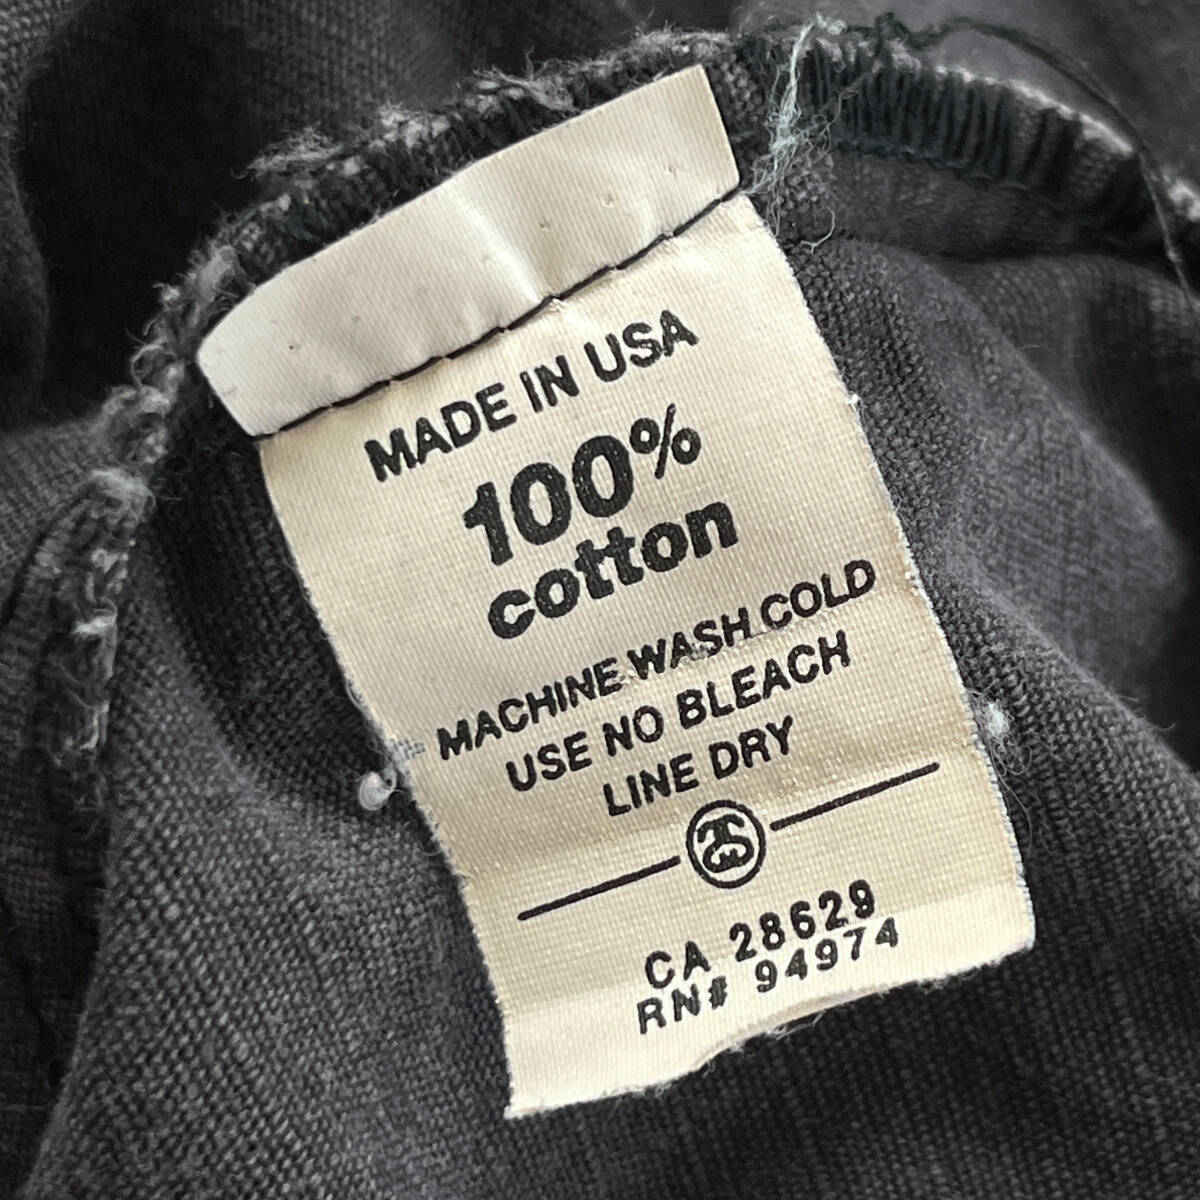 MADE IN USA
100%
cotton
MACHINE WASH COLD
USE NO BLEACH
LINE DRY
CA 28629
RN# 94974